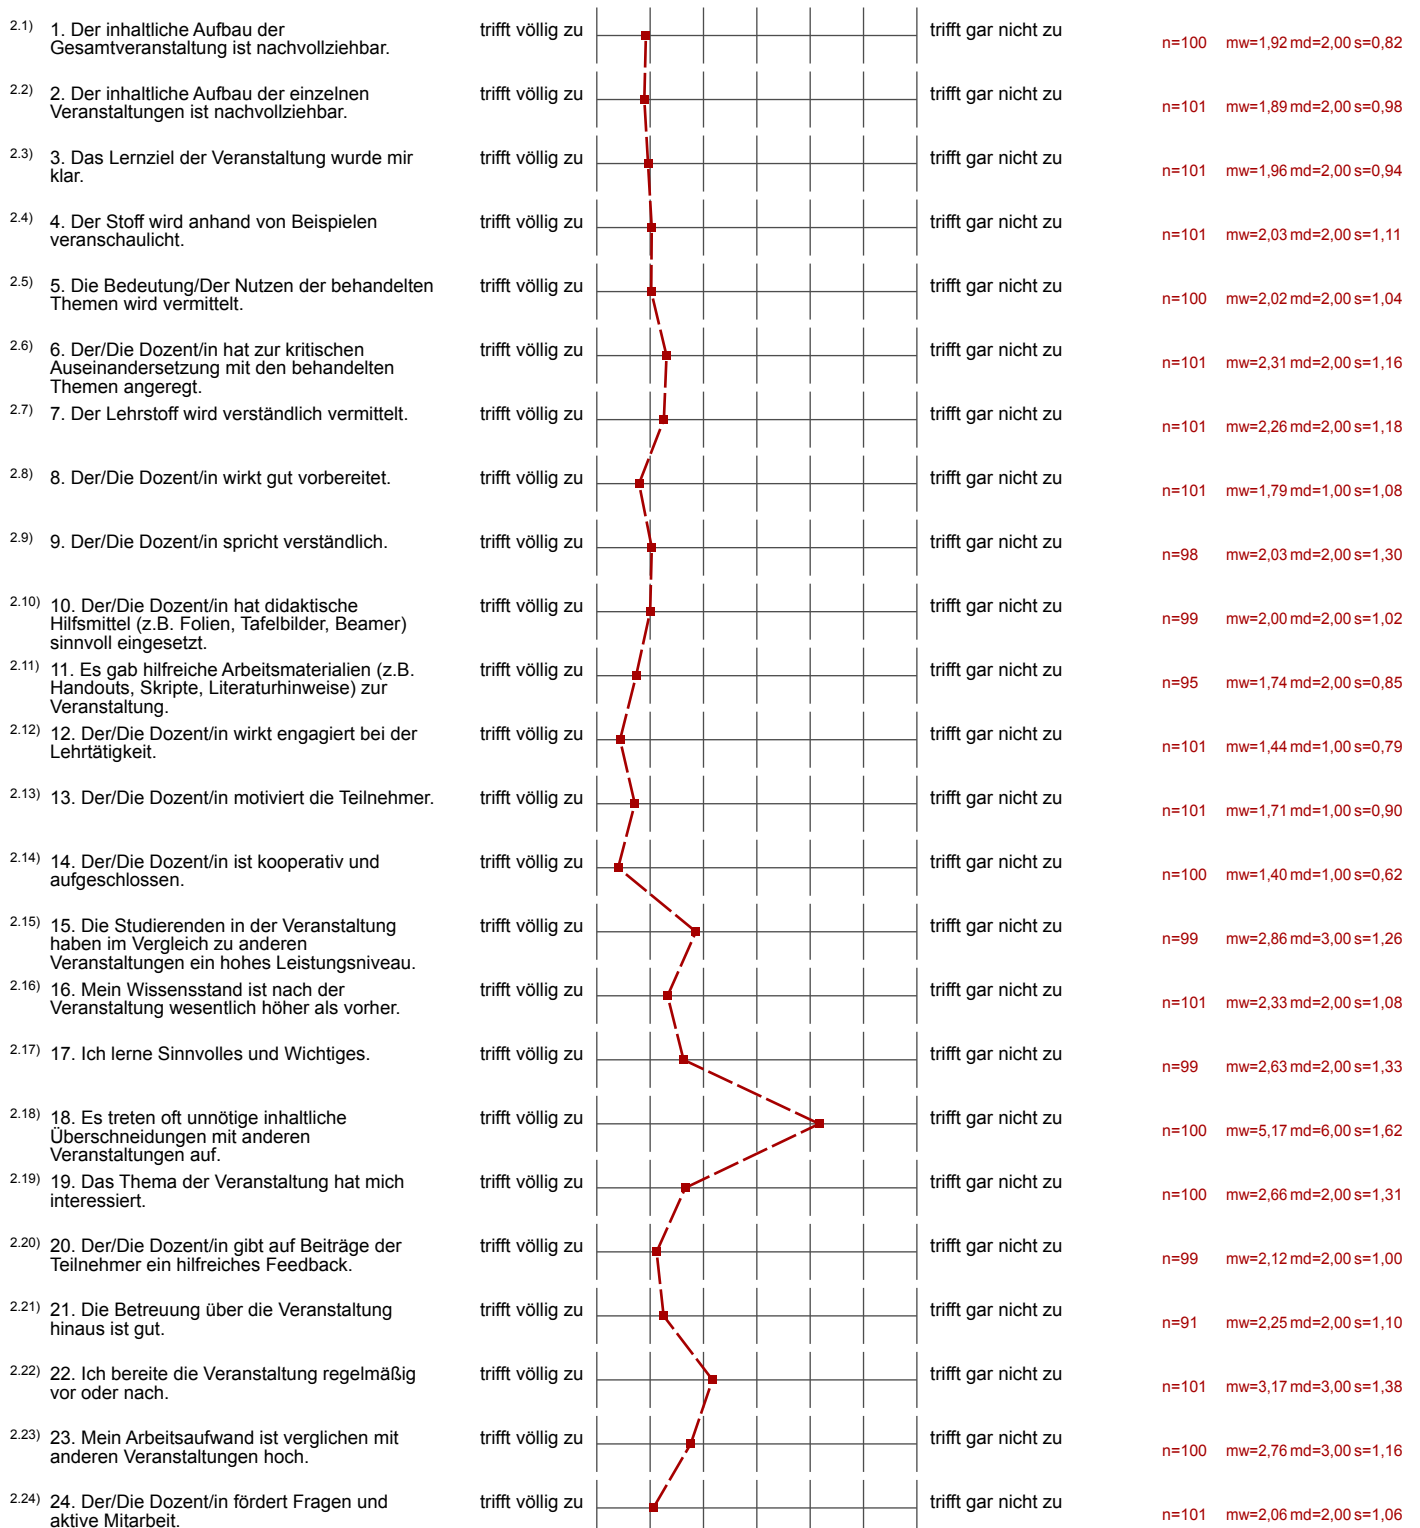 2.1) 1. Der inhaltliche Aufbau der
Gesamtveranstaltung ist nachvollziehbar.
trifft völlig zu trifft gar nicht zu
n=100 mw=1,92 md=2,00 s=0,82
2.2) 2. Der inhaltliche Aufbau der einzelnen
Veranstaltungen ist nachvollziehbar.
trifft völlig zu trifft gar nicht zu
n=101 mw=1,89 md=2,00 s=0,98
2.3) 3. Das Lernziel der Veranstaltung wurde mir
klar.
trifft völlig zu trifft gar nicht zu
n=101 mw=1,96 md=2,00 s=0,94
2.4) 4. Der Stoff wird anhand von Beispielen
veranschaulicht.
trifft völlig zu trifft gar nicht zu
n=101 mw=2,03 md=2,00 s=1,11
2.5) 5. Die Bedeutung/Der Nutzen der behandelten
Themen wird vermittelt.
trifft völlig zu trifft gar nicht zu
n=100 mw=2,02 md=2,00 s=1,04
2.6) 6. Der/Die Dozent/in hat zur kritischen
Auseinandersetzung mit den behandelten
Themen angeregt.
trifft völlig zu trifft gar nicht zu
n=101 mw=2,31 md=2,00 s=1,16
2.7) 7. Der Lehrstoff wird verständlich vermittelt.
trifft völlig zu trifft gar nicht zu
n=101 mw=2,26 md=2,00 s=1,18
2.8) 8. Der/Die Dozent/in wirkt gut vorbereitet.
trifft völlig zu trifft gar nicht zu
n=101 mw=1,79 md=1,00 s=1,08
2.9) 9. Der/Die Dozent/in spricht verständlich.
trifft völlig zu trifft gar nicht zu
n=98 mw=2,03 md=2,00 s=1,30
2.10) 10. Der/Die Dozent/in hat didaktische
Hilfsmittel (z.B. Folien, Tafelbilder, Beamer)
sinnvoll eingesetzt.
trifft völlig zu trifft gar nicht zu
n=99 mw=2,00 md=2,00 s=1,02
2.11) 11. Es gab hilfreiche Arbeitsmaterialien (z.B.
Handouts, Skripte, Literaturhinweise) zur
Veranstaltung.
trifft völlig zu trifft gar nicht zu
n=95 mw=1,74 md=2,00 s=0,85
2.12) 12. Der/Die Dozent/in wirkt engagiert bei der
Lehrtätigkeit.
trifft völlig zu trifft gar nicht zu
n=101 mw=1,44 md=1,00 s=0,79
2.13) 13. Der/Die Dozent/in motiviert die Teilnehmer.
trifft völlig zu trifft gar nicht zu
n=101 mw=1,71 md=1,00 s=0,90
2.14) 14. Der/Die Dozent/in ist kooperativ und
aufgeschlossen.
trifft völlig zu trifft gar nicht zu
n=100 mw=1,40 md=1,00 s=0,62
2.15) 15. Die Studierenden in der Veranstaltung
haben im Vergleich zu anderen
Veranstaltungen ein hohes Leistungsniveau.
trifft völlig zu trifft gar nicht zu
n=99 mw=2,86 md=3,00 s=1,26
2.16) 16. Mein Wissensstand ist nach der
Veranstaltung wesentlich höher als vorher.
trifft völlig zu trifft gar nicht zu
n=101 mw=2,33 md=2,00 s=1,08
2.17) 17. Ich lerne Sinnvolles und Wichtiges.
trifft völlig zu trifft gar nicht zu
n=99 mw=2,63 md=2,00 s=1,33
2.18) 18. Es treten oft unnötige inhaltliche
Überschneidungen mit anderen
Veranstaltungen auf.
trifft völlig zu trifft gar nicht zu
n=100 mw=5,17 md=6,00 s=1,62
2.19) 19. Das Thema der Veranstaltung hat mich
interessiert.
trifft völlig zu trifft gar nicht zu
n=100 mw=2,66 md=2,00 s=1,31
2.20) 20. Der/Die Dozent/in gibt auf Beiträge der
Teilnehmer ein hilfreiches Feedback.
trifft völlig zu trifft gar nicht zu
n=99 mw=2,12 md=2,00 s=1,00
2.21) 21. Die Betreuung über die Veranstaltung
hinaus ist gut.
trifft völlig zu trifft gar nicht zu
n=91 mw=2,25 md=2,00 s=1,10
2.22) 22. Ich bereite die Veranstaltung regelmäßig
vor oder nach.
trifft völlig zu trifft gar nicht zu
n=101 mw=3,17 md=3,00 s=1,38
2.23) 23. Mein Arbeitsaufwand ist verglichen mit
anderen Veranstaltungen hoch.
trifft völlig zu trifft gar nicht zu
n=100 mw=2,76 md=3,00 s=1,16
2.24) 24. Der/Die Dozent/in fördert Fragen und
aktive Mitarbeit.
trifft völlig zu trifft gar nicht zu
n=101 mw=2,06 md=2,00 s=1,06